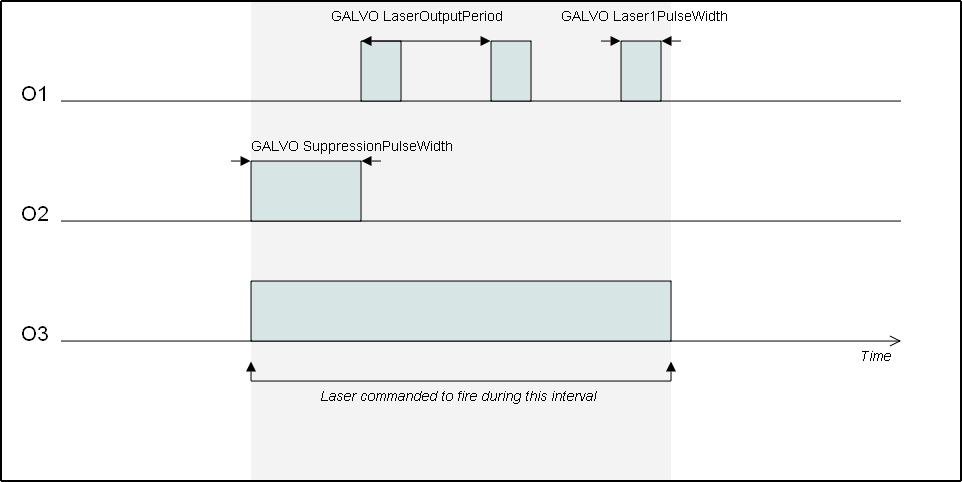 GALVO LaserOutputPeriod
GALVO Laser1PulseWidth
O1
GALVO SuppressionPulseWidth
O2
O3
Time
Laser commanded to fire during this interval